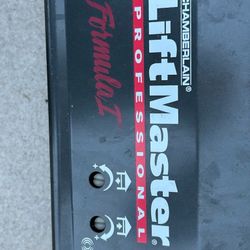 CHAMBERLAIN®
LiftMaster®
PROFESSIONAL
Formula I